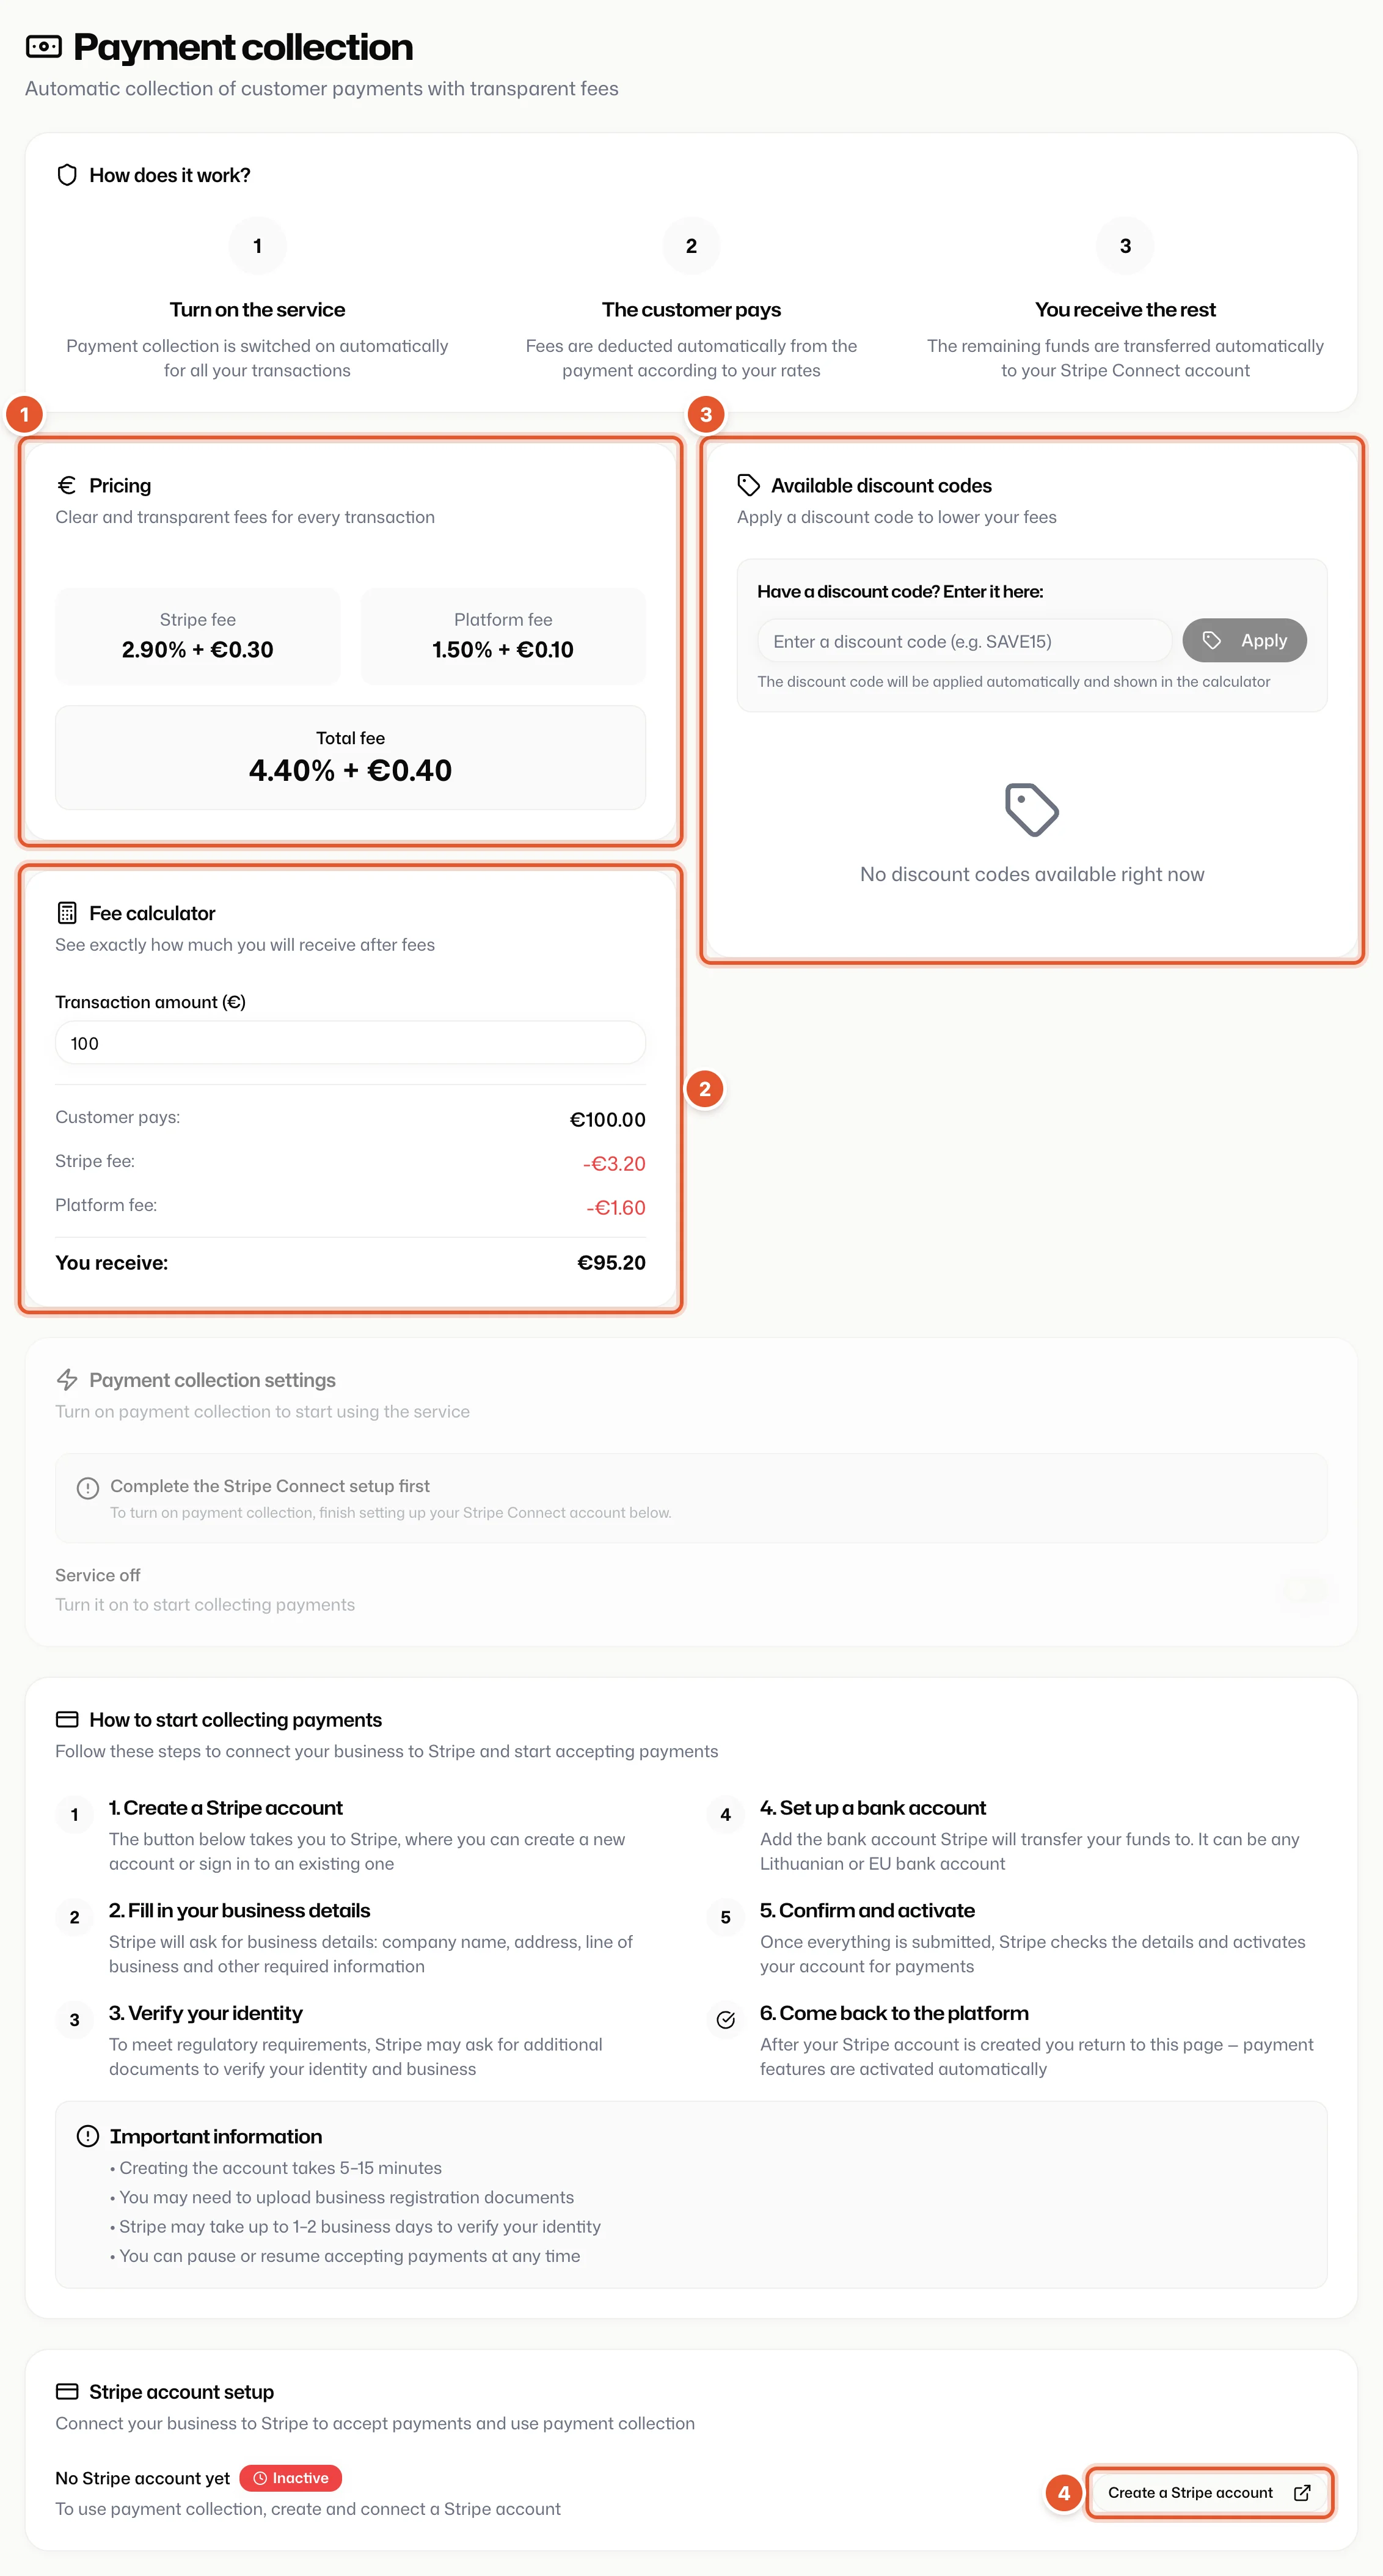 Payment collection
Automatic collection of customer payments with transparent fees
How does it work?
1
Turn on the service
Payment collection is switched on automatically
for all your transactions
2
The customer pays
Fees are deducted automatically from the
payment according to your rates
3
You receive the rest
The remaining funds are transferred automatically
to your Stripe Connect account
1
Pricing
Clear and transparent fees for every transaction
Stripe fee
2.90% + €0.30
Platform fee
1.50% + €0.10
Total fee
4.40% + €0.40
2
Fee calculator
See exactly how much you will receive after fees
Transaction amount (€)
100
Customer pays: €100.00
Stripe fee: -€3.20
Platform fee: -€1.60
You receive: €95.20
3
Available discount codes
Apply a discount code to lower your fees
Have a discount code? Enter it here:
Enter a discount code (e.g. SAVE15)
Apply
The discount code will be applied automatically and shown in the calculator
No discount codes available right now
Payment collection settings
Turn on payment collection to start using the service
Complete the Stripe Connect setup first
To turn on payment collection, finish setting up your Stripe Connect account below.
Service off
Turn it on to start collecting payments
How to start collecting payments
Follow these steps to connect your business to Stripe and start accepting payments
1
1. Create a Stripe account
The button below takes you to Stripe, where you can create a new
account or sign in to an existing one
2
2. Fill in your business details
Stripe will ask for business details: company name, address, line of
business and other required information
3
3. Verify your identity
To meet regulatory requirements, Stripe may ask for additional
documents to verify your identity and business
4
4. Set up a bank account
Add the bank account Stripe will transfer your funds to. It can be any
Lithuanian or EU bank account
5
5. Confirm and activate
Once everything is submitted, Stripe checks the details and activates
your account for payments
6. Come back to the platform
After your Stripe account is created you return to this page – payment
features are activated automatically
Important information
• Creating the account takes 5–15 minutes
• You may need to upload business registration documents
• Stripe may take up to 1–2 business days to verify your identity
• You can pause or resume accepting payments at any time
Stripe account setup
Connect your business to Stripe to accept payments and use payment collection
No Stripe account yet
Inactive
To use payment collection, create and connect a Stripe account
4
Create a Stripe account